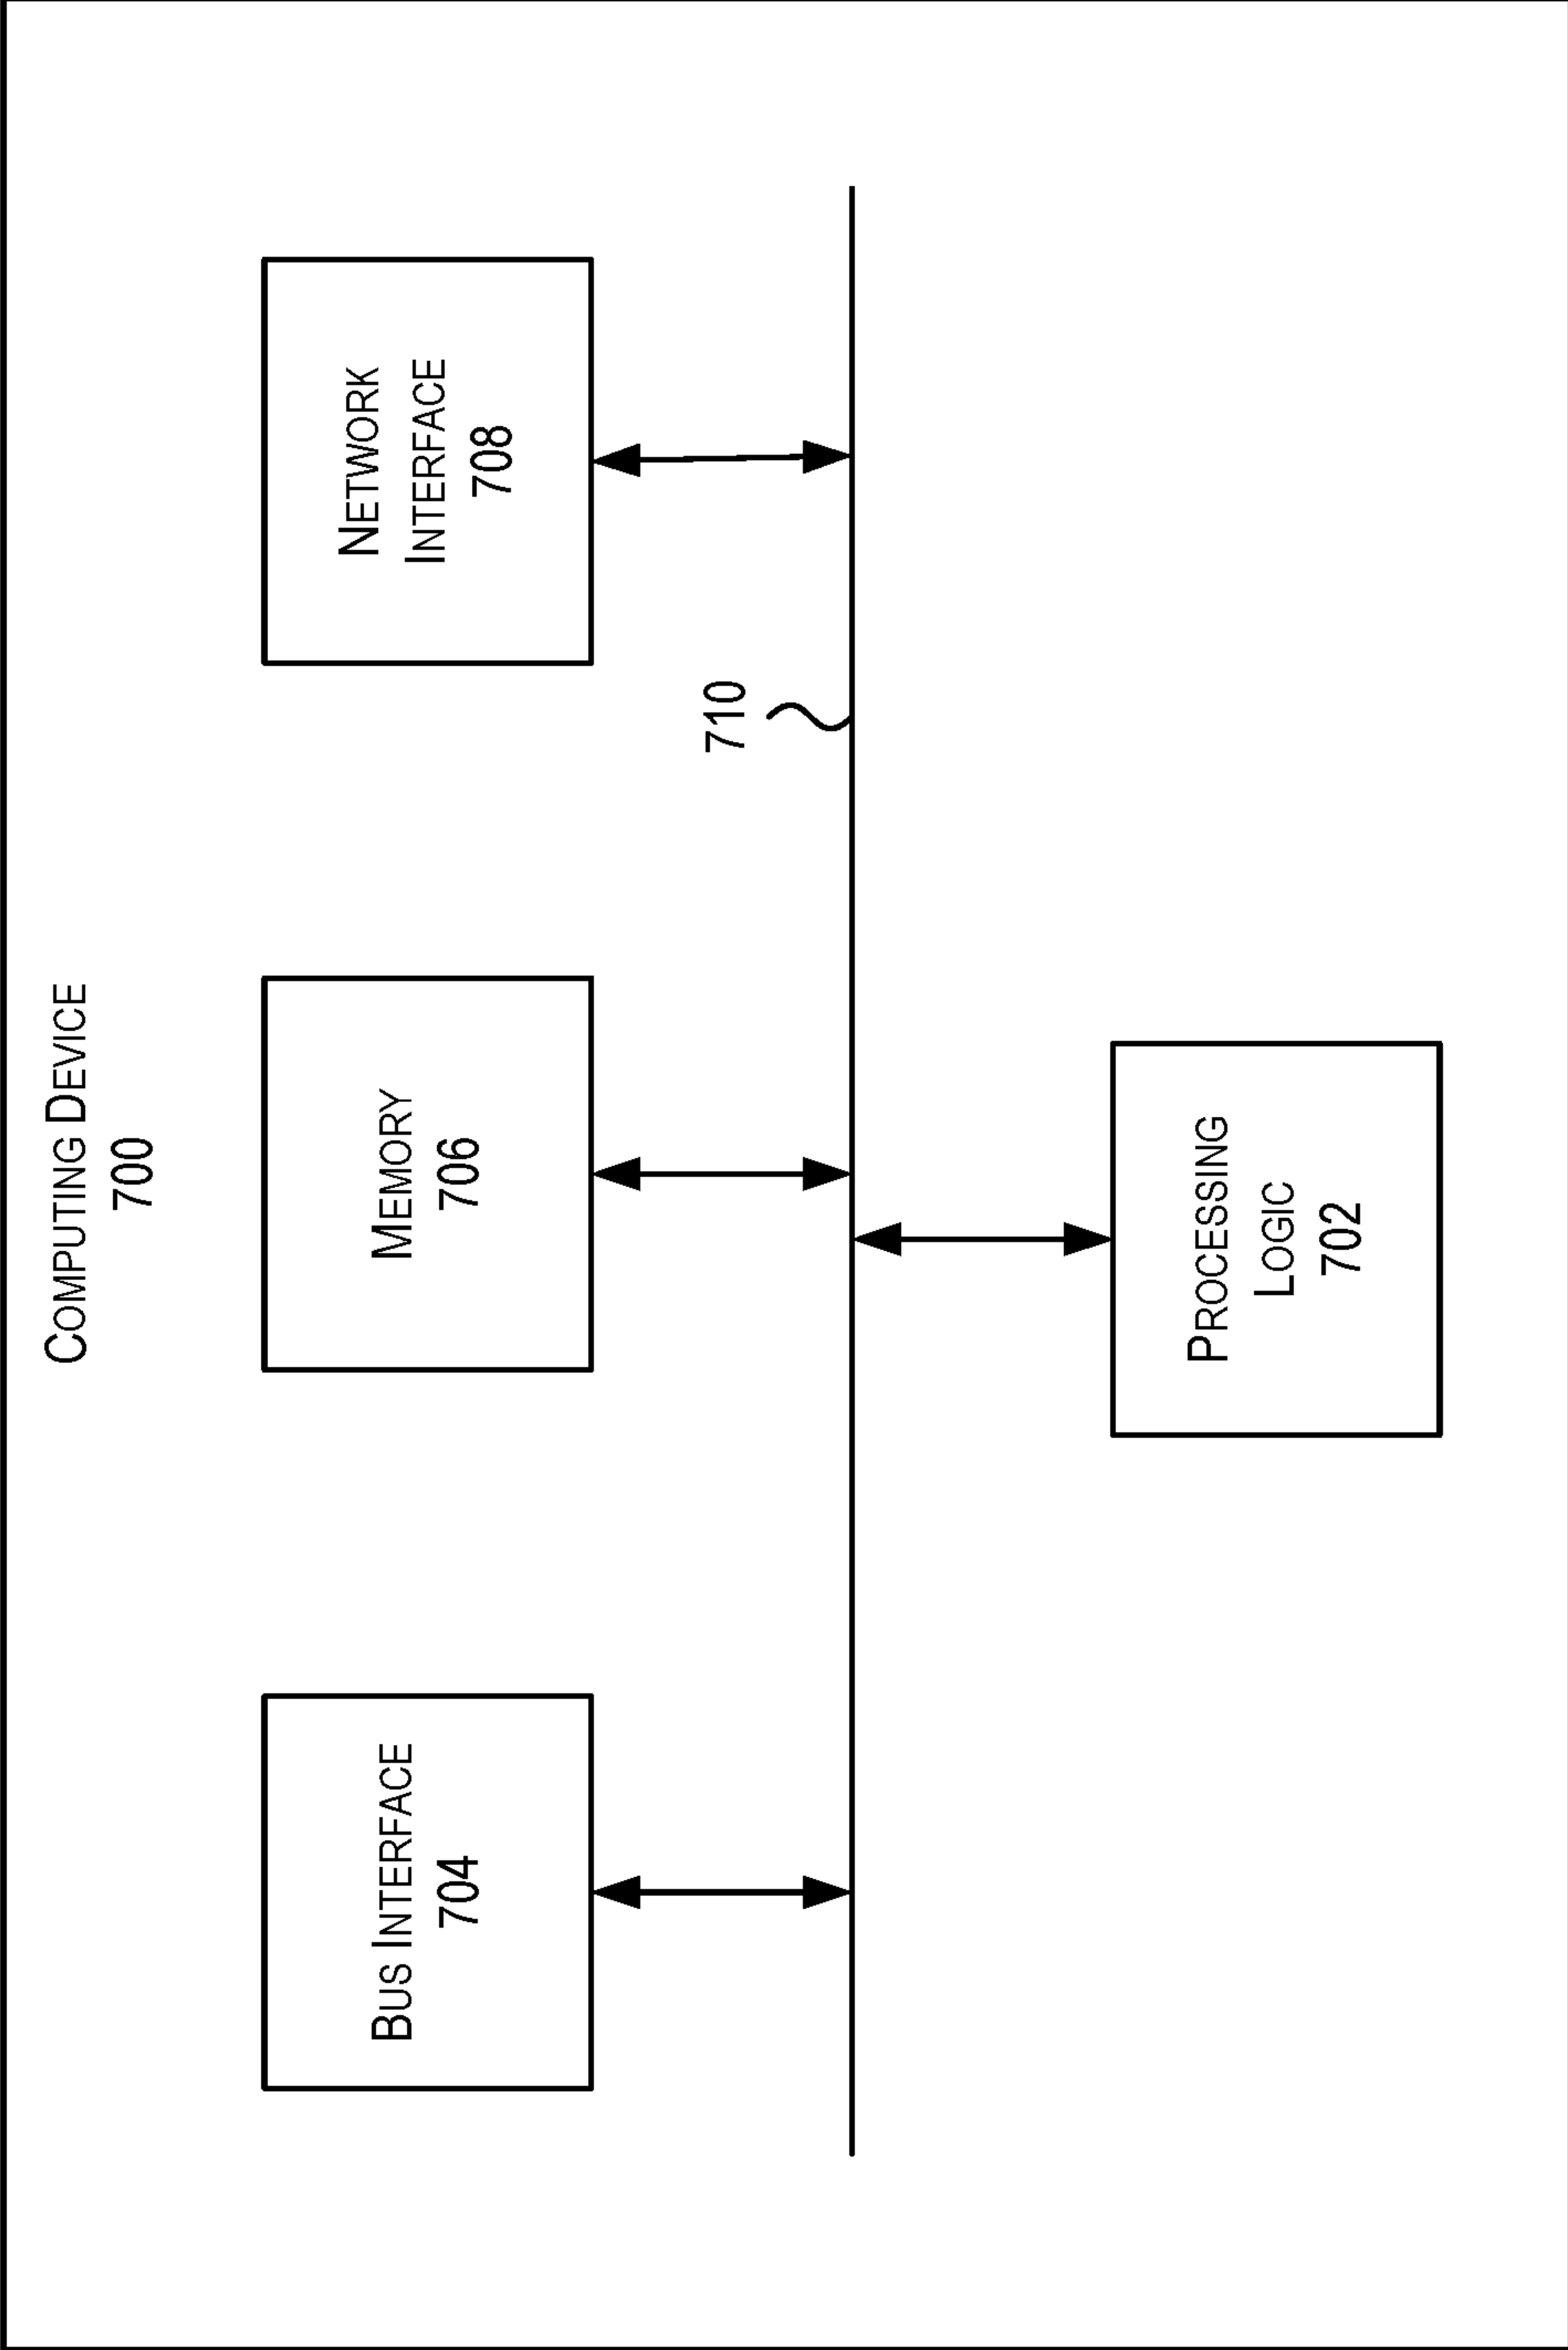 COMPUTING DEVICE
700
BUS INTERFACE
704
MEMORY
706
NETWORK
INTERFACE
708
710
PROCESSING
LOGIC
702